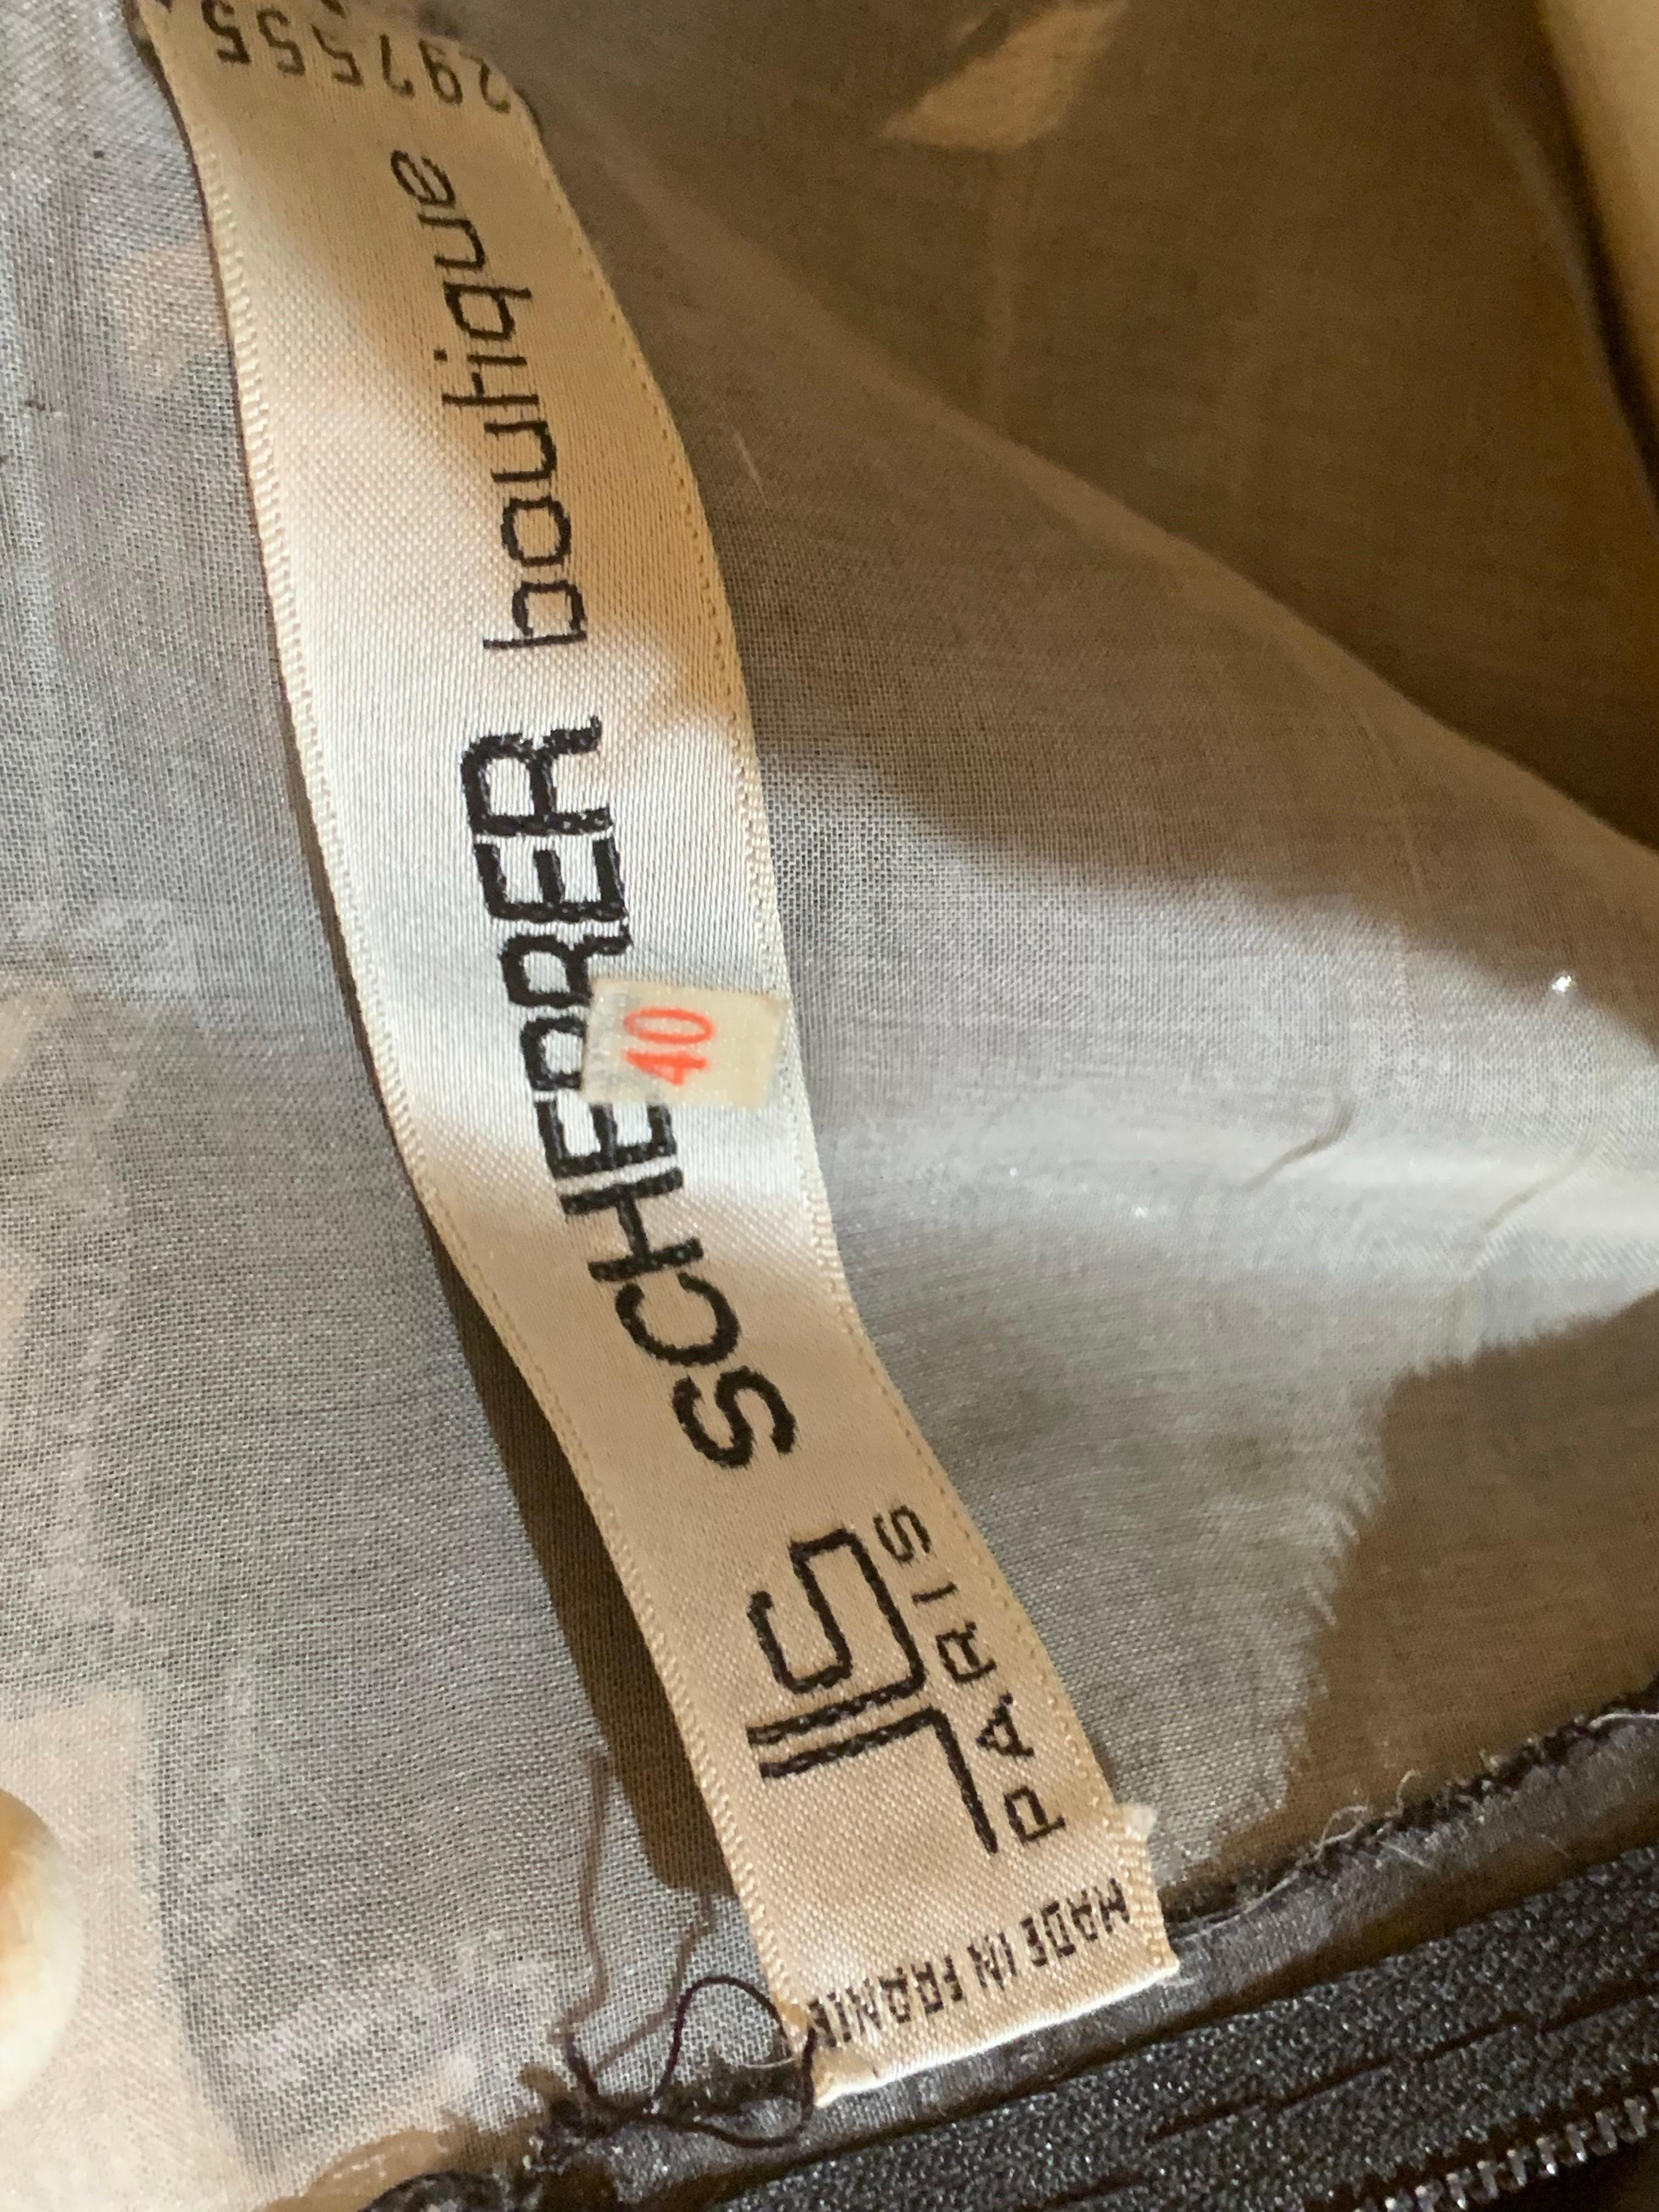 JLS SCHERRER boutique
PARIS
40
MADE IN FRANCE
297555